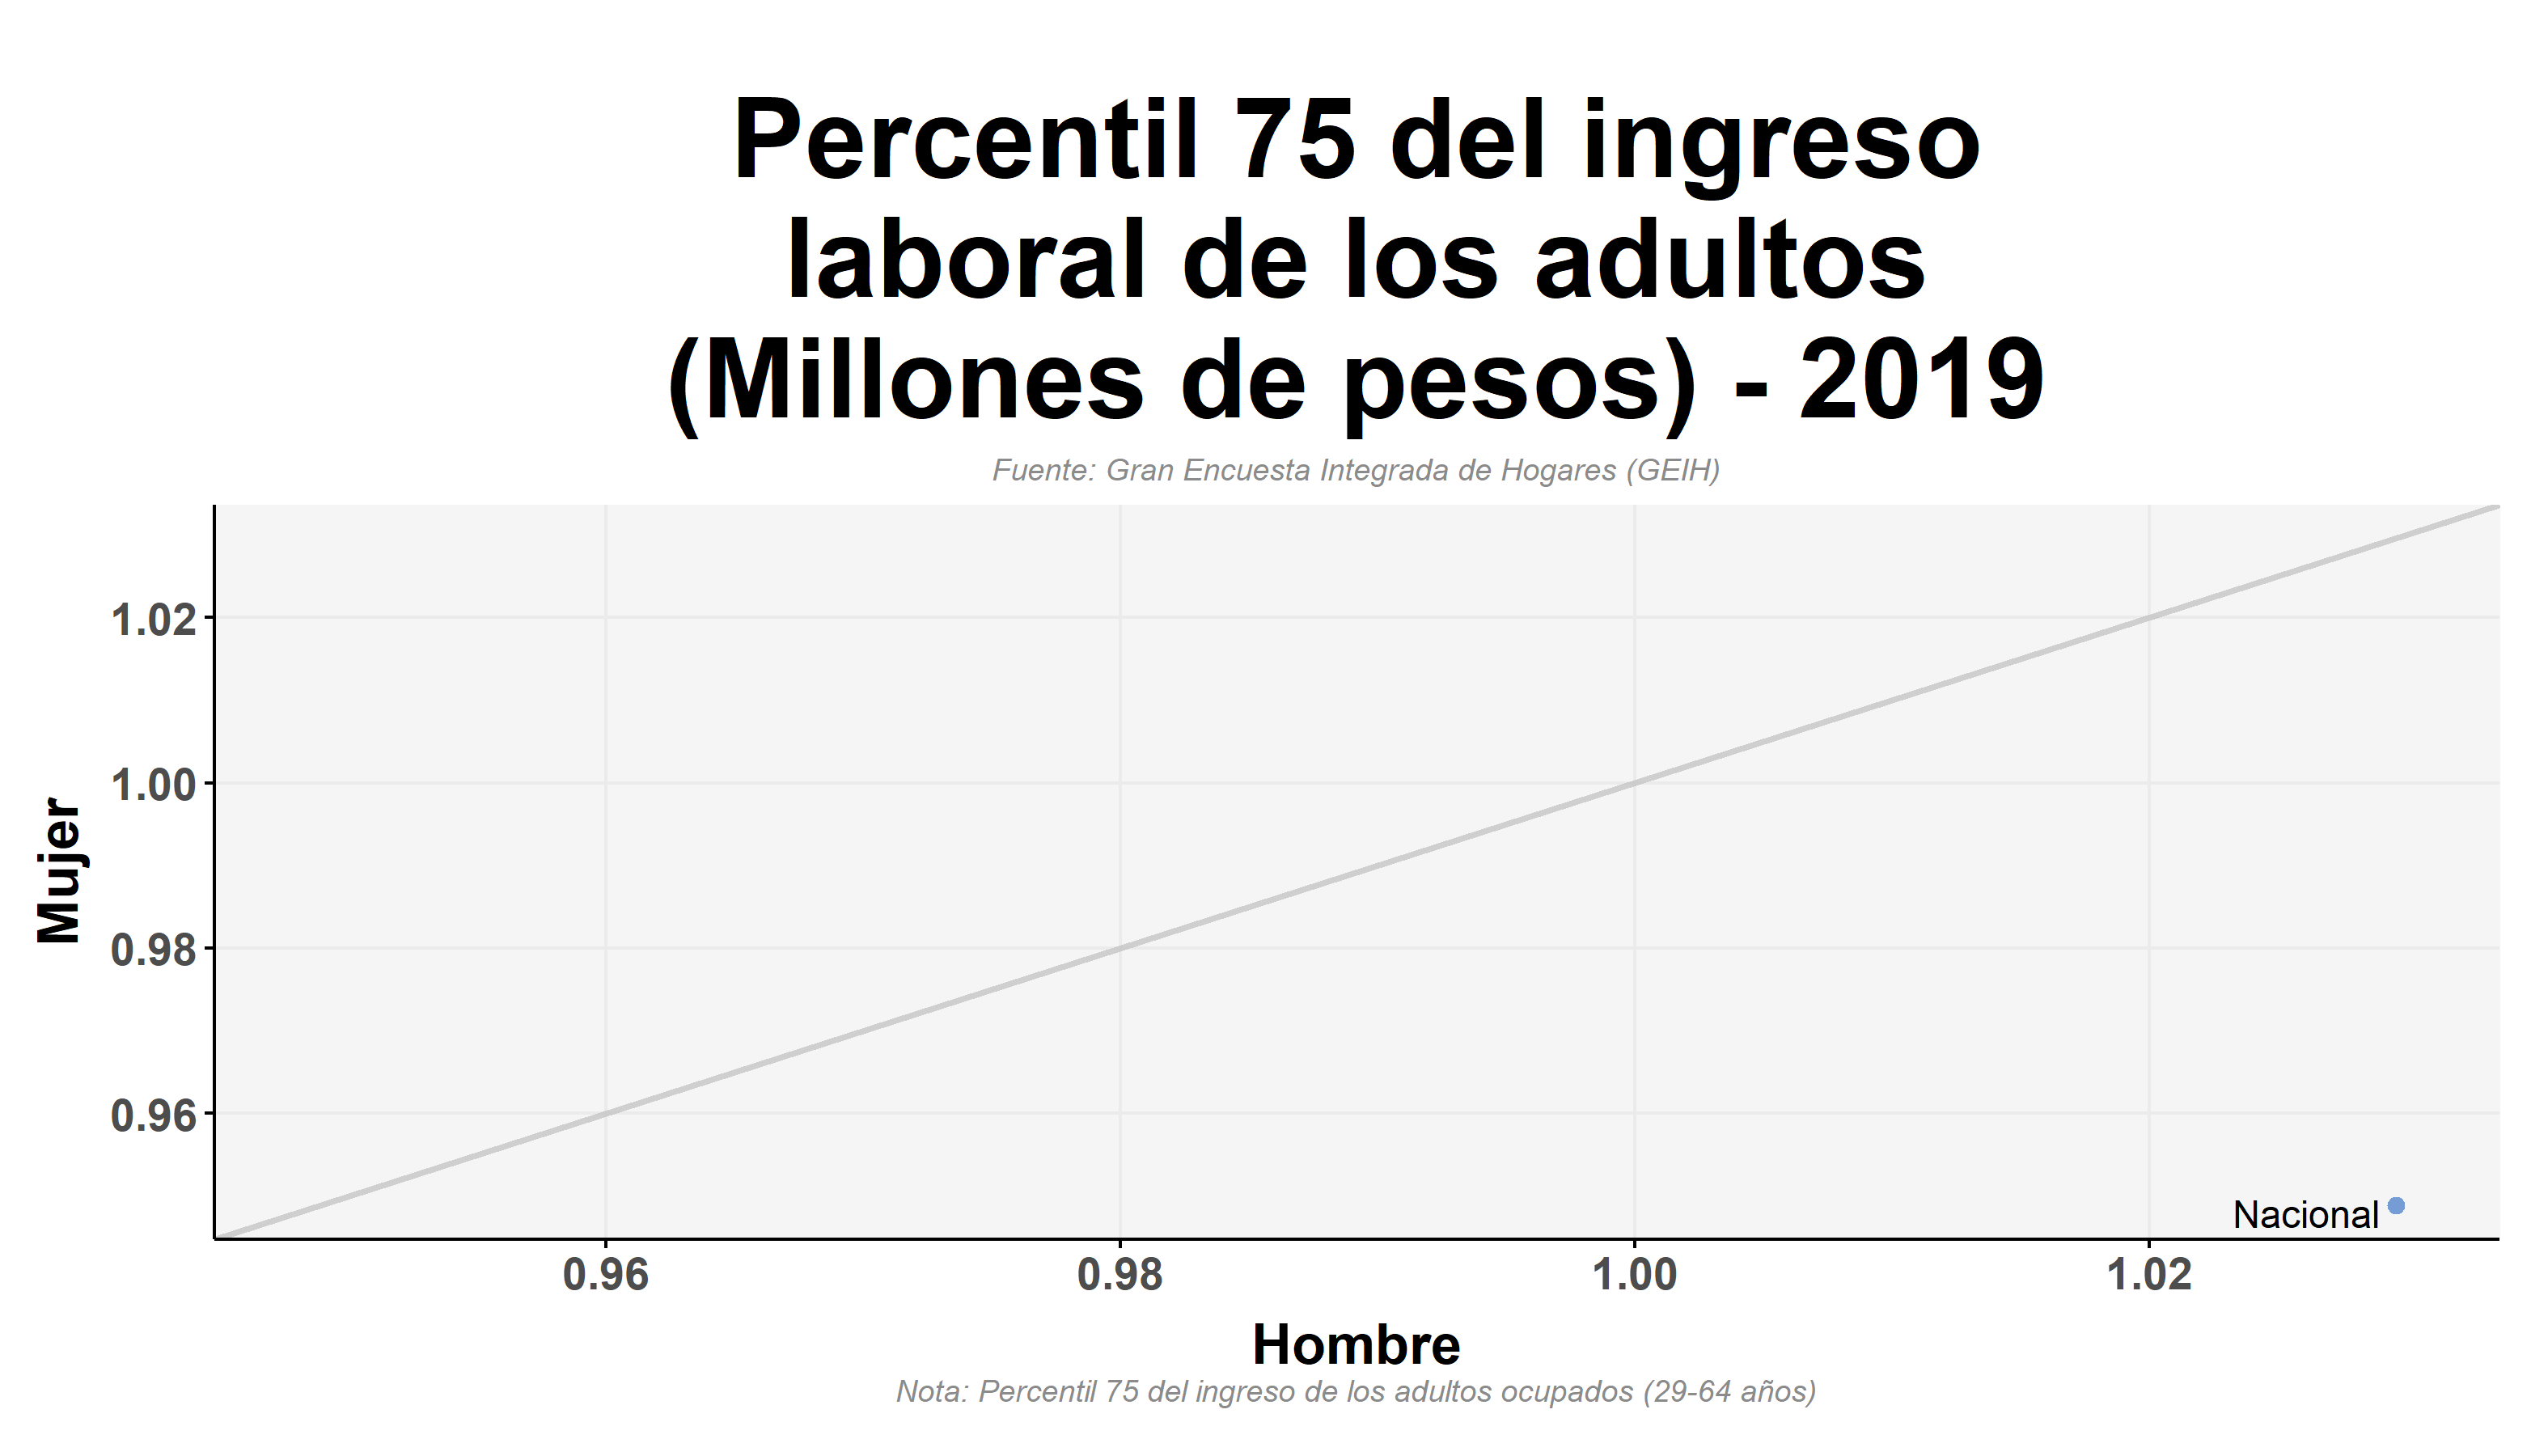 Percentil 75 del ingreso
laboral de los adultos
(Millones de pesos) - 2019
Fuente: Gran Encuesta Integrada de Hogares (GEIH)
1.02
1.00
0.98
0.96
Mujer
Nacional
0.96 0.98 1.00 1.02
Hombre
Nota: Percentil 75 del ingreso de los adultos ocupados (29-64 años)